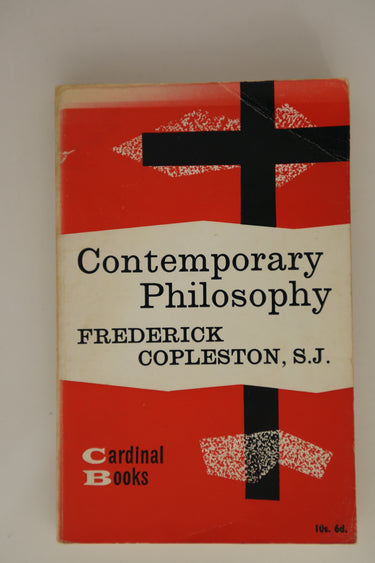 Contemporary
Philosophy
FREDERICK
COPLESTON, S.J.
Cardinal
Books
10s. 6d.